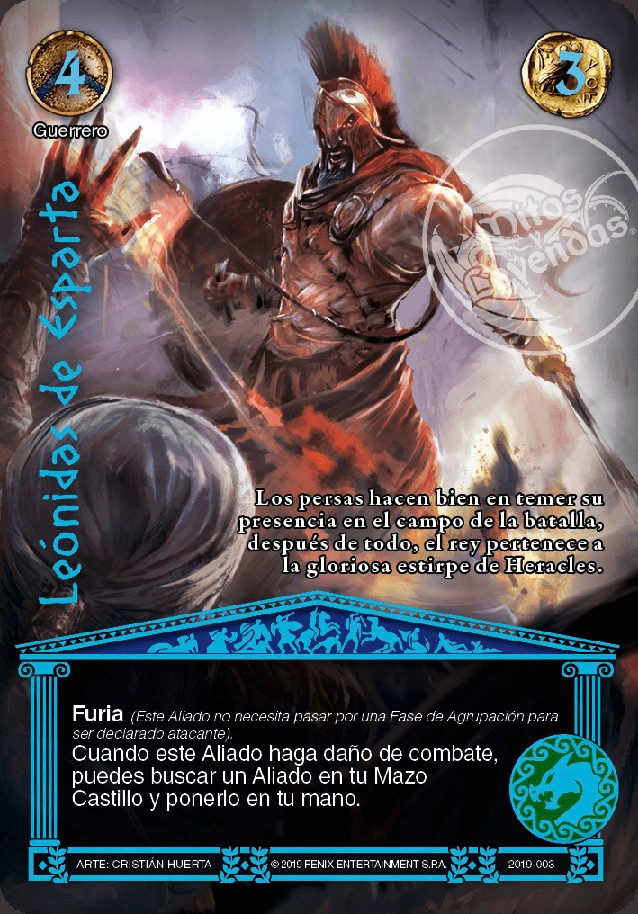 4
3
Guerrero
Leónidas de Esparta
Mitos
y
Leyendas®
Los persas hacen bien en temer su
presencia en el campo de la batalla,
después de todo, el rey pertenece a
la gloriosa estirpe de Heracles.
Furia (Este Aliado no necesita pasar por una Fase de Agrupación para
ser declarado atacante).
Cuando este Aliado haga daño de combate,
puedes buscar un Aliado en tu Mazo
Castillo y ponerlo en tu mano.
ARTE: CRISTIÁN HUERTA
© 2019 FENIX ENTERTAINMENT S.P.A.
2019-003